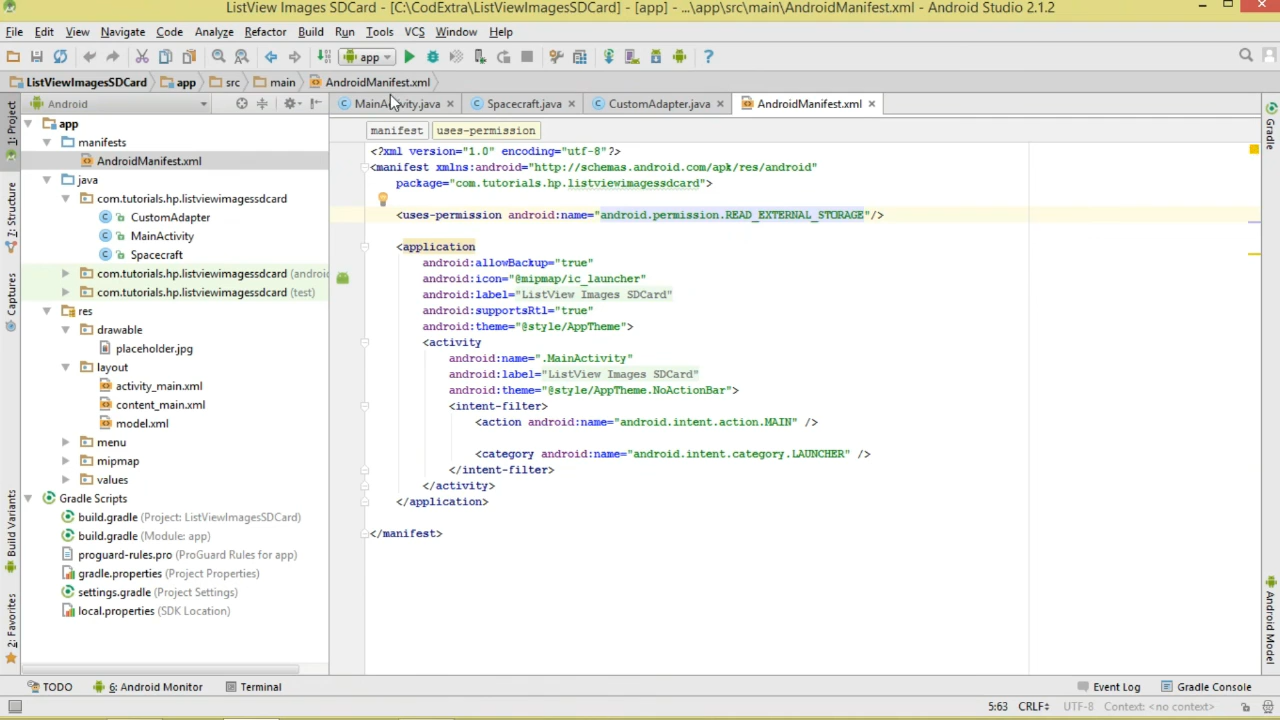 ListView Images SDCard - [C:\CodExtra\ListViewImagesSDCard] - [app] - ...\app\src\main\AndroidManifest.xml - Android Studio 2.1.2
File Edit View Navigate Code Analyze Refactor Build Run Tools VCS Window Help
app
ListViewImagesSDCard app src main AndroidManifest.xml
Android
MainActivity.java Spacecraft.java CustomAdapter.java AndroidManifest.xml
manifest uses-permission
app
manifests
AndroidManifest.xml
java
com.tutorials.hp.listviewimagessdcard
CustomAdapter
MainActivity
Spacecraft
com.tutorials.hp.listviewimagessdcard (androi
com.tutorials.hp.listviewimagessdcard (test)
res
drawable
placeholder.jpg
layout
activity_main.xml
content_main.xml
model.xml
menu
mipmap
values
Gradle Scripts
build.gradle (Project: ListViewImagesSDCard)
build.gradle (Module: app)
proguard-rules.pro (ProGuard Rules for app)
gradle.properties (Project Properties)
settings.gradle (Project Settings)
local.properties (SDK Location)
<?xml version="1.0" encoding="utf-8"?>
<manifest xmlns:android="http://schemas.android.com/apk/res/android"
package="com.tutorials.hp.listviewimagessdcard">
<uses-permission android:name="android.permission.READ_EXTERNAL_STORAGE"/>
<application
android:allowBackup="true"
android:icon="@mipmap/ic_launcher"
android:label="ListView Images SDCard"
android:supportsRtl="true"
android:theme="@style/AppTheme">
<activity
android:name=".MainActivity"
android:label="ListView Images SDCard"
android:theme="@style/AppTheme.NoActionBar">
<intent-filter>
<action android:name="android.intent.action.MAIN" />
<category android:name="android.intent.category.LAUNCHER" />
</intent-filter>
</activity>
</application>
</manifest>
1: Project
7: Structure
Captures
Build Variants
2: Favorites
Gradle
Android Model
TODO 6: Android Monitor Terminal Event Log Gradle Console
5:63 CRLF UTF-8 Context: <no context>